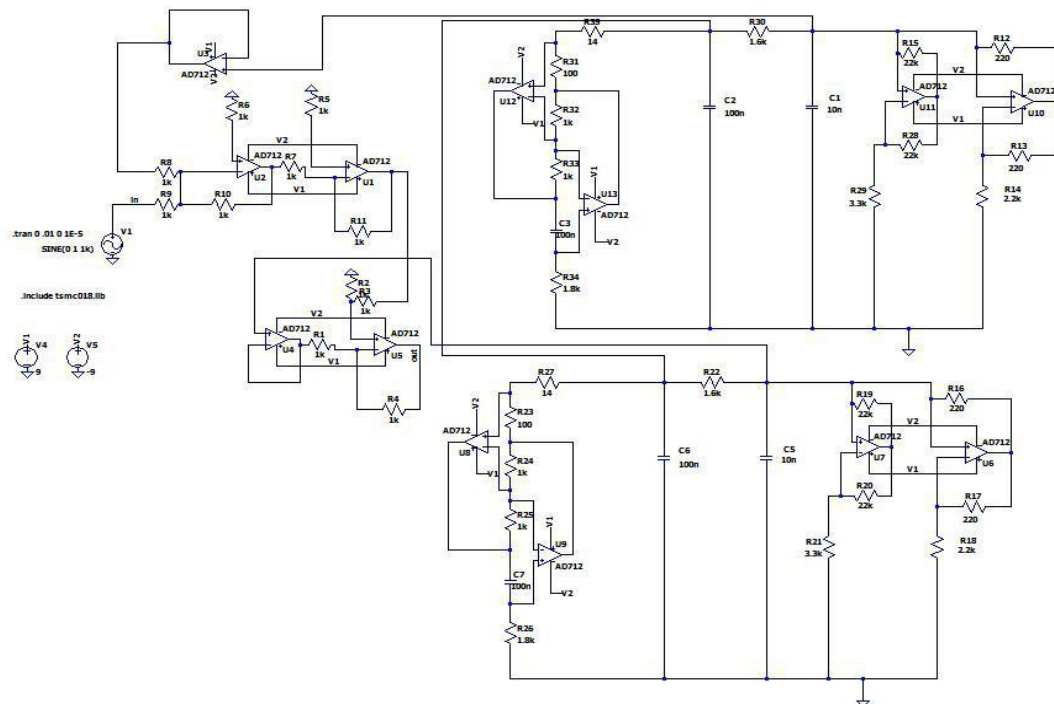 U3
V1
V2
AD712
R6
1k
R5
1k
V2
AD712
R7
1k
U2
V1
AD712
U1
R8
1k
R9
1k
R10
1k
R11
1k
in
V1
.tran 0 .01 0 1E-5
SINE(0 1 1k)
.include tsmc018.lib
V1
V4
9
V2
V5
-9
R2
R3
1k
V2
AD712
R1
1k
U4
V1
AD712
U5
out
R4
1k
R35
14
R30
1.6k
V2
AD712
U12
V1
R31
100
R32
1k
R33
1k
V1
U13
AD712
V2
C3
100n
R34
1.8k
C2
100n
C1
10n
R15
22k
V2
AD712
U11
V1
R28
22k
R29
3.3k
R12
220
AD712
U10
R13
220
R14
2.2k
R27
14
R22
1.6k
V2
AD712
U8
V1
R23
100
R24
1k
R25
1k
V1
U9
AD712
V2
C7
100n
R26
1.8k
C6
100n
C5
10n
R19
22k
V2
AD712
U7
V1
R20
22k
R21
3.3k
R16
220
AD712
U6
R17
220
R18
2.2k